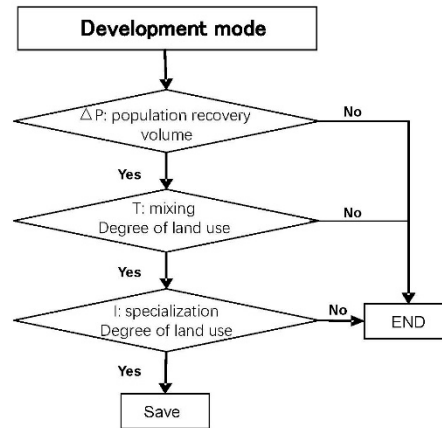 Development mode
△P: population recovery
volume
No
Yes
T: mixing
Degree of land use
No
Yes
I: specialization
Degree of land use
No
END
Yes
Save